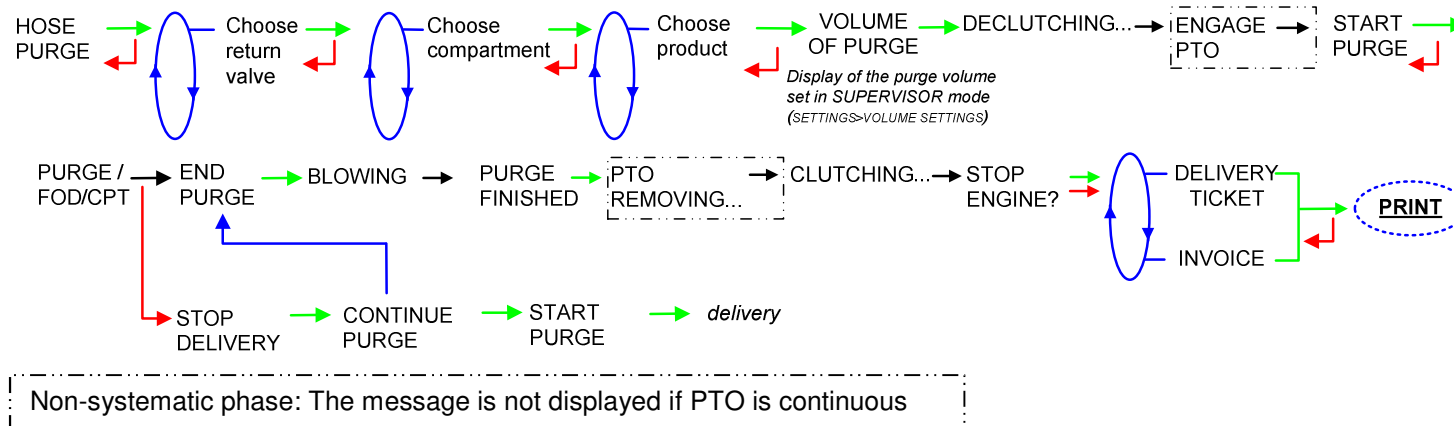 HOSE
PURGE
Choose
return
valve
Choose
compartment
Choose
product
VOLUME
OF PURGE
Display of the purge volume
set in SUPERVISOR mode
(SETTINGS>VOLUME SETTINGS)
DECLUTCHING...
ENGAGE
PTO
START
PURGE
PURGE /
FOD/CPT
END
PURGE
BLOWING
PURGE
FINISHED
PTO
REMOVING...
CLUTCHING...
STOP
ENGINE?
DELIVERY
TICKET
INVOICE
PRINT
STOP
DELIVERY
CONTINUE
PURGE
START
PURGE
delivery
Non-systematic phase: The message is not displayed if PTO is continuous